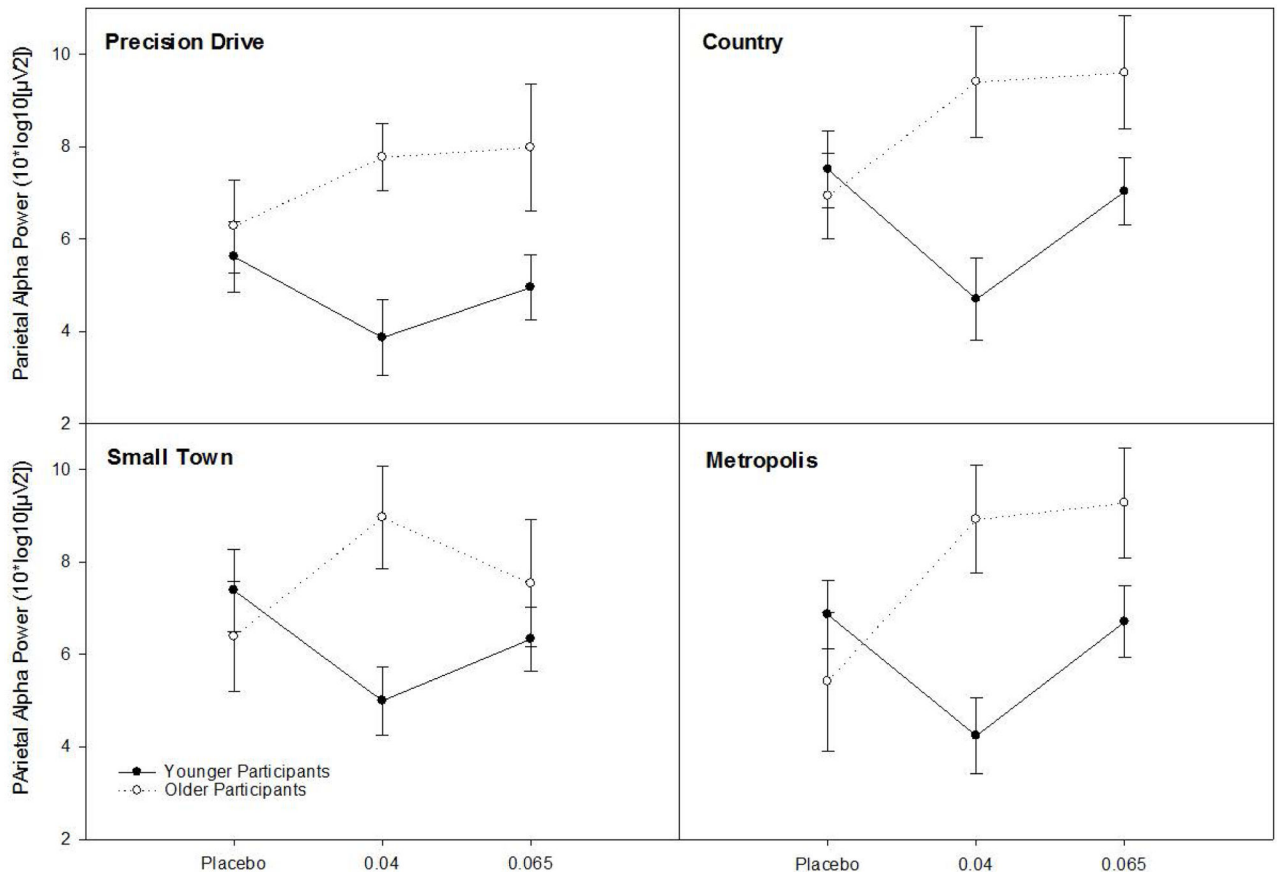 Precision Drive
Country
Parietal Alpha Power (10*log10[µV2])
10
8
6
4
2
Small Town
Metropolis
PArietal Alpha Power (10*log10[µV2])
10
8
6
4
2
Younger Participants
Older Participants
Placebo 0.04 0.065
Placebo 0.04 0.065